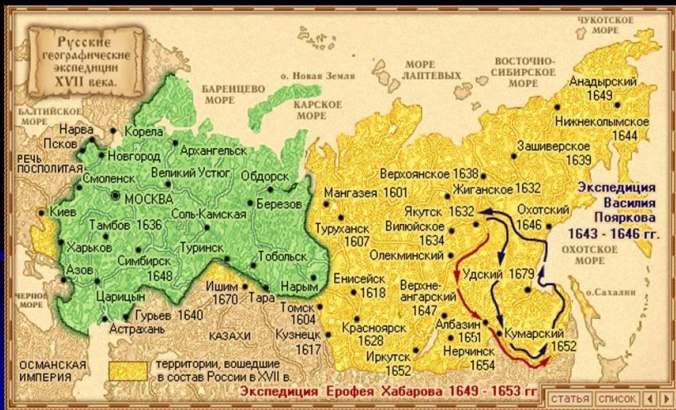 Русские
географические
экспедиции
XVII века.
ЧУКОТСКОЕ
МОРЕ
МОРЕ
ЛАПТЕВЫХ
ВОСТОЧНО-
СИБИРСКОЕ
МОРЕ
о. Новая Земля
БАРЕНЦЕВО
МОРЕ
КАРСКОЕ
МОРЕ
БАЛТИЙСКОЕ
МОРЕ
Анадырский
1649
Нижнеколымское
1644
Зашиверское
1639
Нарва
Корела
Псков
Новгород
Архангельск
РЕЧЬ
ПОСПОЛИТАЯ
Смоленск
Великий Устюг
Обдорск
МОСКВА
Березов
Киев
Соль-Камская
Тамбов 1636
Харьков
Симбирск
1648
Туринск
Тобольск
Азов
Царицын
Ишим
1670
Тара
Нарым
ЧЕРНОЕ
МОРЕ
Гурьев 1640
Астрахань
КАЗАХИ
ОСМАНСКАЯ
ИМПЕРИЯ
Верхоянское 1638
Жиганское 1632
Мангазея 1601
Якутск 1632
Охотский
1646
Туруханск
1607
Вилюйское
1634
Олекминский
Экспедиция
Василия
Пояркова
1643 - 1646 гг.
ОХОТСКОЕ
МОРЕ
Удский 1679
о.Сахалин
Енисейск
1618
Верхне-
ангарский
1647
Томск
1604
Кузнецк
1617
Красноярск
1628
Албазин
1651
Кумарский
1652
Иркутск
1652
Нерчинск
1654
территории, вошедшие
в состав России в XVII в.
Экспедиция Ерофея Хабарова 1649 - 1653 гг
статья список